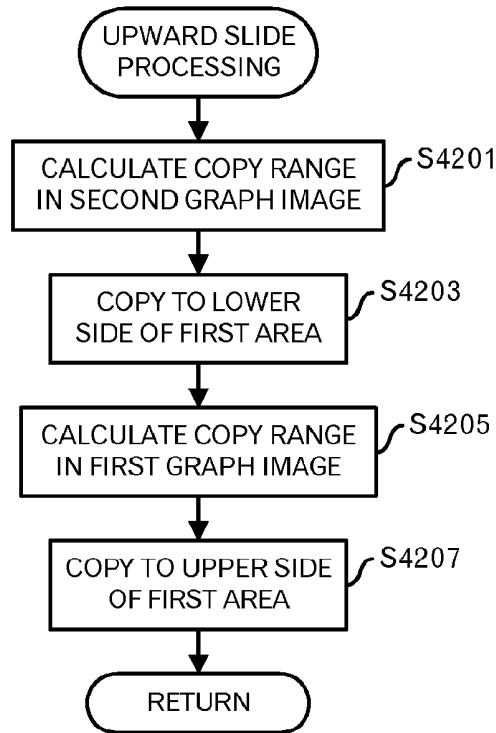 UPWARD SLIDE
PROCESSING
CALCULATE COPY RANGE
IN SECOND GRAPH IMAGE
S4201
COPY TO LOWER
SIDE OF FIRST AREA
S4203
CALCULATE COPY RANGE
IN FIRST GRAPH IMAGE
S4205
COPY TO UPPER SIDE
OF FIRST AREA
S4207
RETURN